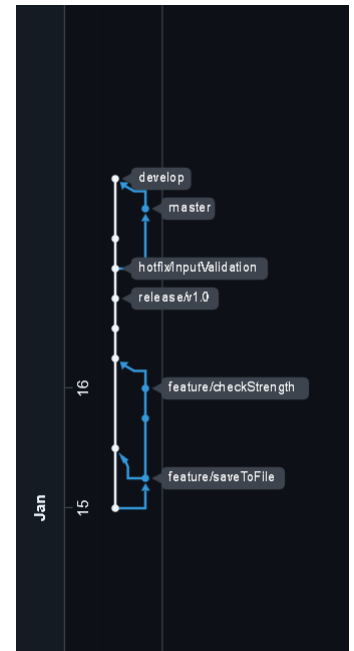 develop
master
hotfix/InputValidation
release/v1.0
16
feature/checkStrength
feature/saveToFile
15
Jan